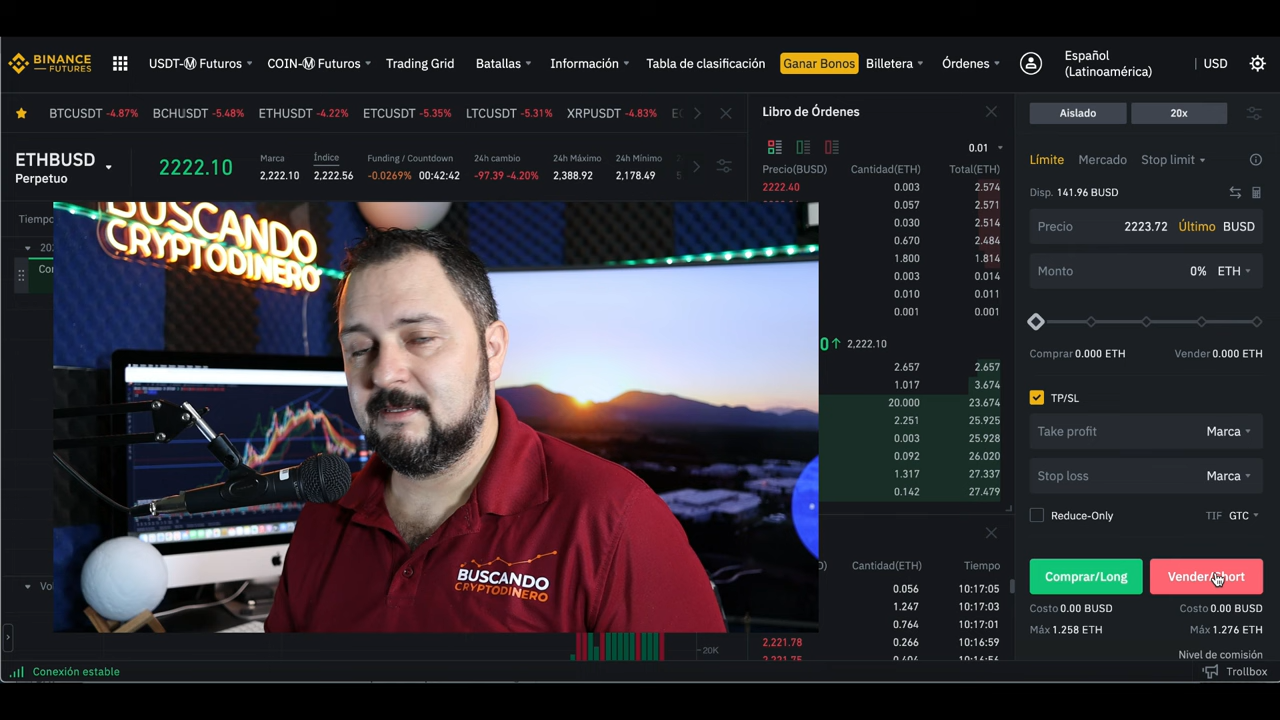 BINANCE
FUTURES
USDT-Ⓜ Futuros
COIN-Ⓜ Futuros
Trading Grid
Batallas
Información
Tabla de clasificación
Ganar Bonos
Billetera
Órdenes
Español
(Latinoamérica)
USD
BTCUSDT -4.87%
BCHUSDT -5.48%
ETHUSDT -4.22%
ETCUSDT -5.35%
LTCUSDT -5.31%
XRPUSDT -4.83%
ETHBUSD
Perpetuo
2222.10
Marca
2,222.10
Índice
2,222.56
Funding / Countdown
-0.0269% 00:42:42
24h cambio
-97.39 -4.20%
24h Máximo
2,388.92
24h Mínimo
2,178.49
Tiempo
BUSCANDO
CRYPTODINERO
BUSCANDO
CRYPTODINERO
-20K
Conexión estable
Libro de Órdenes
0.01
Precio(BUSD) Cantidad(ETH) Total(ETH)
2222.40 0.003 2.574
0.057 2.571
0.030 2.514
0.670 2.484
1.800 1.814
0.003 0.014
0.010 0.011
0.001 0.001
2,222.10
2.657 2.657
1.017 3.674
20.000 23.674
2.251 25.925
0.003 25.928
0.092 26.020
1.317 27.337
0.142 27.479
Cantidad(ETH) Tiempo
0.056 10:17:05
1.247 10:17:03
0.764 10:17:01
2,221.78 0.266 10:16:59
Aislado
20x
Límite Mercado Stop limit
Disp. 141.96 BUSD
Precio 2223.72 Último BUSD
Monto 0% ETH
Comprar 0.000 ETH Vender 0.000 ETH
TP/SL
Take profit Marca
Stop loss Marca
Reduce-Only TIF GTC
Comprar/Long Vender/Short
Costo 0.00 BUSD Costo 0.00 BUSD
Máx 1.258 ETH Máx 1.276 ETH
Nivel de comisión
Trollbox